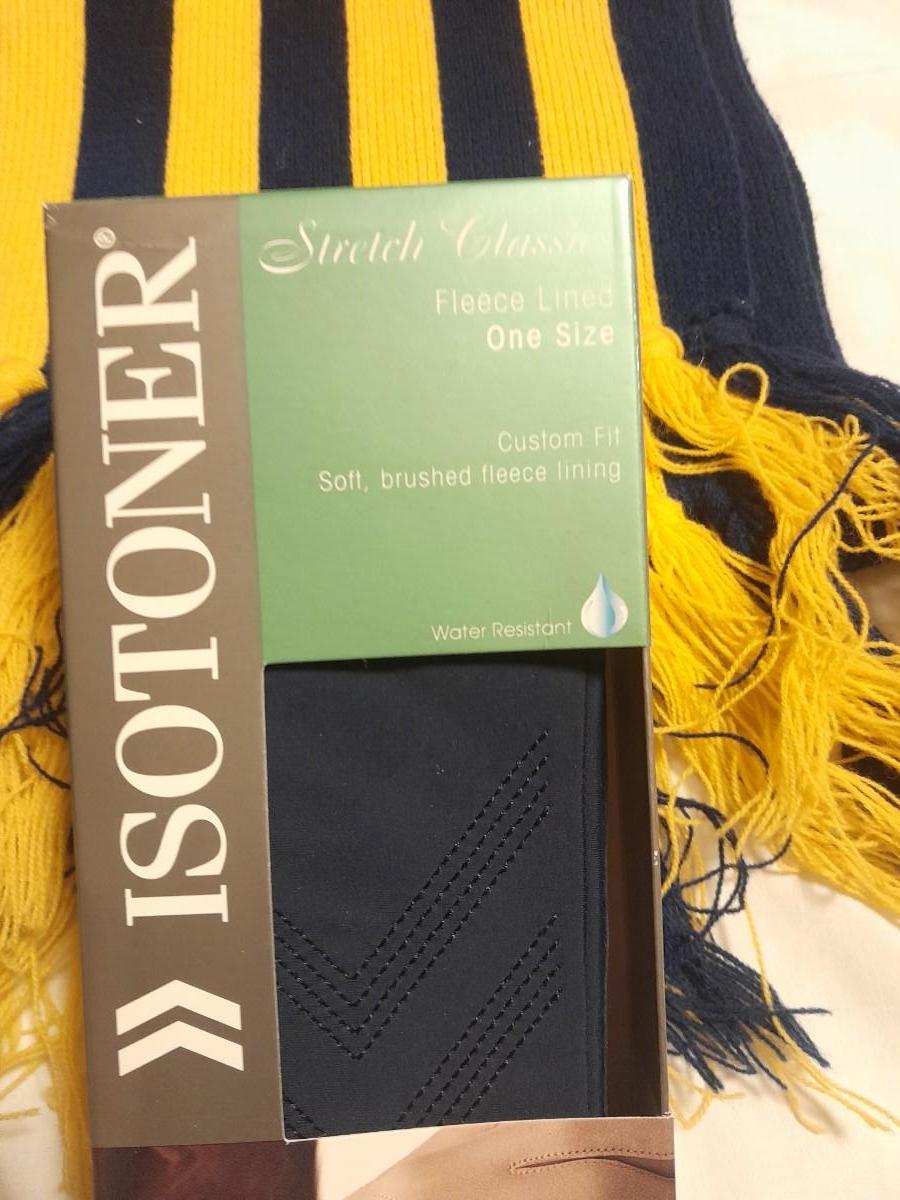 ISOTONER®
Stretch Classic
Fleece Lined
One Size
Custom Fit
Soft, brushed fleece lining
Water Resistant